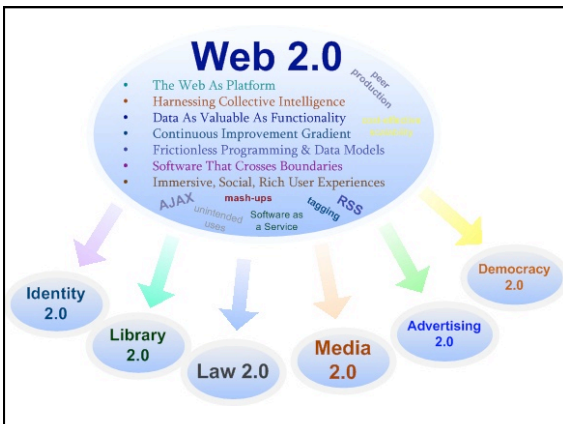 Web 2.0
peer
production
• The Web As Platform
• Harnessing Collective Intelligence
• Data As Valuable As Functionality
• Continuous Improvement Gradient
• Frictionless Programming & Data Models
• Software That Crosses Boundaries
• Immersive, Social, Rich User Experiences
AJAX
unintended
uses
mash-ups
Software as
a Service
tagging
RSS
Identity
2.0
Library
2.0
Law 2.0
Media
2.0
Advertising
2.0
Democracy
2.0